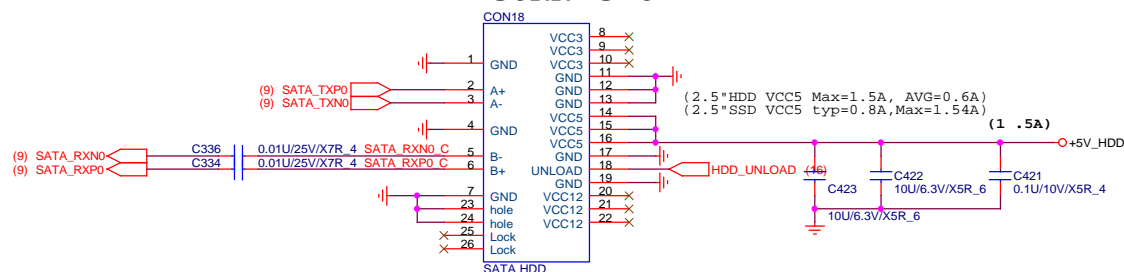 CON18
1 GND
(9) SATA_TXP0 2 A+
(9) SATA_TXN0 3 A-
4 GND
(9) SATA_RXN0 C336 0.01U/25V/X7R_4 SATA_RXN0_C 5 B-
(9) SATA_RXP0 C334 0.01U/25V/X7R_4 SATA_RXP0_C 6 B+
7 GND
23 hole
24 hole
25 Lock
26 Lock
VCC3 8
VCC3 9
VCC3 10
GND 11
GND 12
GND 13
VCC5 14
VCC5 15
VCC5 16
GND 17
UNLOAD 18 HDD_UNLOAD (16)
GND 19
VCC12 20
VCC12 21
VCC12 22
SATA HDD
(2.5"HDD VCC5 Max=1.5A, AVG=0.6A)
(2.5"SSD VCC5 typ=0.8A,Max=1.54A)
(1 .5A)
+5V_HDD
C423
10U/6.3V/X5R_6
C422
10U/6.3V/X5R_6
C421
0.1U/10V/X5R_4